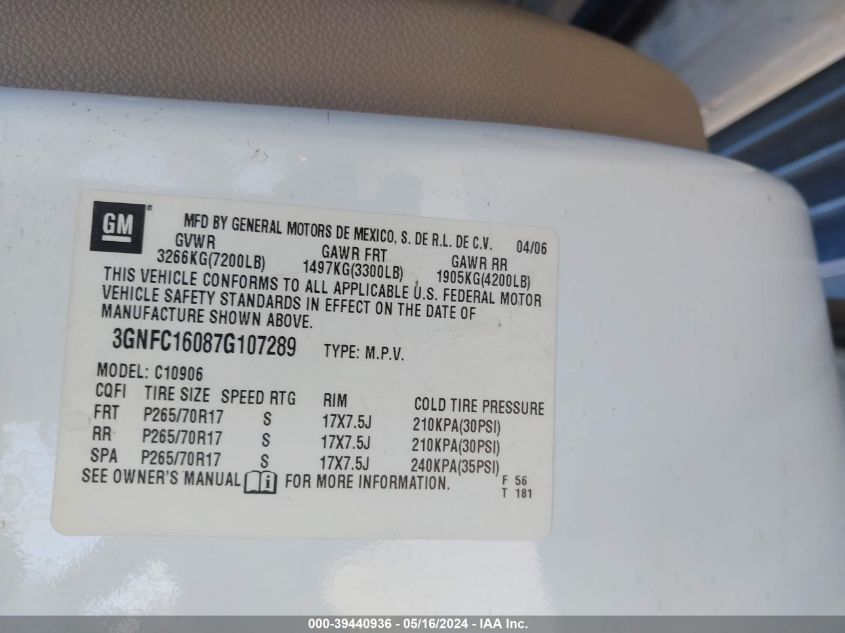 GM ® MFD BY GENERAL MOTORS DE MEXICO, S. DE R.L. DE C.V. 04/06
GVWR GAWR FRT GAWR RR
3266KG(7200LB) 1497KG(3300LB) 1905KG(4200LB)
THIS VEHICLE CONFORMS TO ALL APPLICABLE U.S. FEDERAL MOTOR
VEHICLE SAFETY STANDARDS IN EFFECT ON THE DATE OF
MANUFACTURE SHOWN ABOVE.
3GNFC16087G107289 TYPE: M.P.V.
MODEL: C10906
CQFI TIRE SIZE SPEED RTG RIM COLD TIRE PRESSURE
FRT P265/70R17 S 17X7.5J 210KPA(30PSI)
RR P265/70R17 S 17X7.5J 210KPA(30PSI)
SPA P265/70R17 S 17X7.5J 240KPA(35PSI)
SEE OWNER'S MANUAL FOR MORE INFORMATION. F 56
T 181
000-39440936 - 05/16/2024 - IAA Inc.